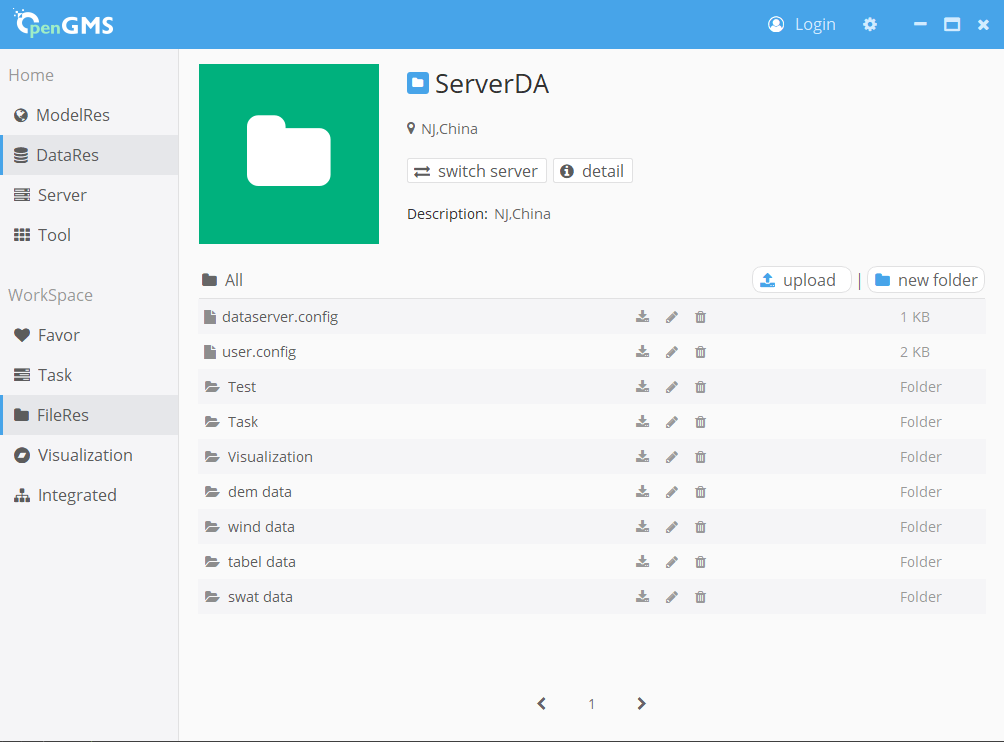 OpenGMS
Login
Home
ModelRes
DataRes
Server
Tool
WorkSpace
Favor
Task
FileRes
Visualization
Integrated
ServerDA
NJ,China
switch server
detail
Description: NJ,China
All
upload | new folder
dataserver.config 1 KB
user.config 2 KB
Test Folder
Task Folder
Visualization Folder
dem data Folder
wind data Folder
tabel data Folder
swat data Folder
1